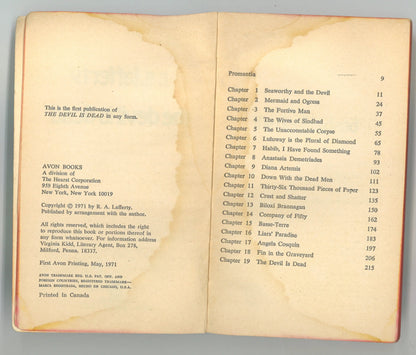 This is the first publication of
THE DEVIL IS DEAD in any form.
AVON BOOKS
A division of
The Hearst Corporation
959 Eighth Avenue
New York, New York 10019
Copyright © 1971 by R. A. Lafferty.
Published by arrangement with the author.
All rights reserved, which includes the right
to reproduce this book or portions thereof in
any form whatsoever. For information address
Virginia Kidd, Literary Agent, Box 278,
Milford, Penna. 18337.
First Avon Printing, May, 1971
AVON TRADEMARK REG. U.S. PAT. OFF. AND
FOREIGN COUNTRIES, REGISTERED TRADEMARK—
MARCA REGISTRADA, HECHO EN CHICAGO, U.S.A.
Printed in Canada
Promantia 9
Chapter 1 Seaworthy and the Devil 11
Chapter 2 Mermaid and Ogress 24
Chapter 3 The Furtive Man 37
Chapter 4 The Wives of Sindbad 45
Chapter 5 The Unaccountable Corpse 55
Chapter 6 Luloway is the Plural of Diamond 68
Chapter 7 Habib, I Have Found Something 78
Chapter 8 Anastasia Demetriades 88
Chapter 9 Diana Artemis 98
Chapter 10 Down With the Dead Men 111
Chapter 11 Thirty-Six Thousand Pieces of Paper 123
Chapter 12 Crest and Shatter 135
Chapter 13 Biloxi Brannagan 150
Chapter 14 Company of Fifty 162
Chapter 15 Basse-Terre 174
Chapter 16 Liars' Paradise 183
Chapter 17 Angela Cosquin 193
Chapter 18 Fin in the Graveyard 206
Chapter 19 The Devil Is Dead 215